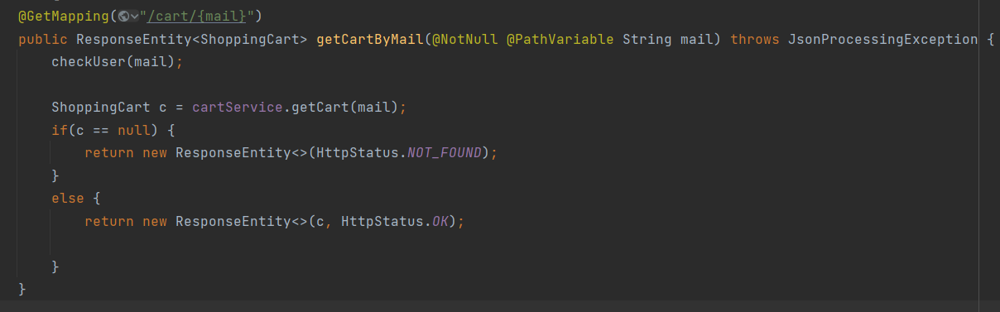 @GetMapping("/cart/{mail}")
public ResponseEntity<ShoppingCart> getCartByMail(@NotNull @PathVariable String mail) throws JsonProcessingException {
    checkUser(mail);
    ShoppingCart c = cartService.getCart(mail);
    if(c == null) {
        return new ResponseEntity<>(HttpStatus.NOT_FOUND);
    }
    else {
        return new ResponseEntity<>(c, HttpStatus.OK);
    }
}